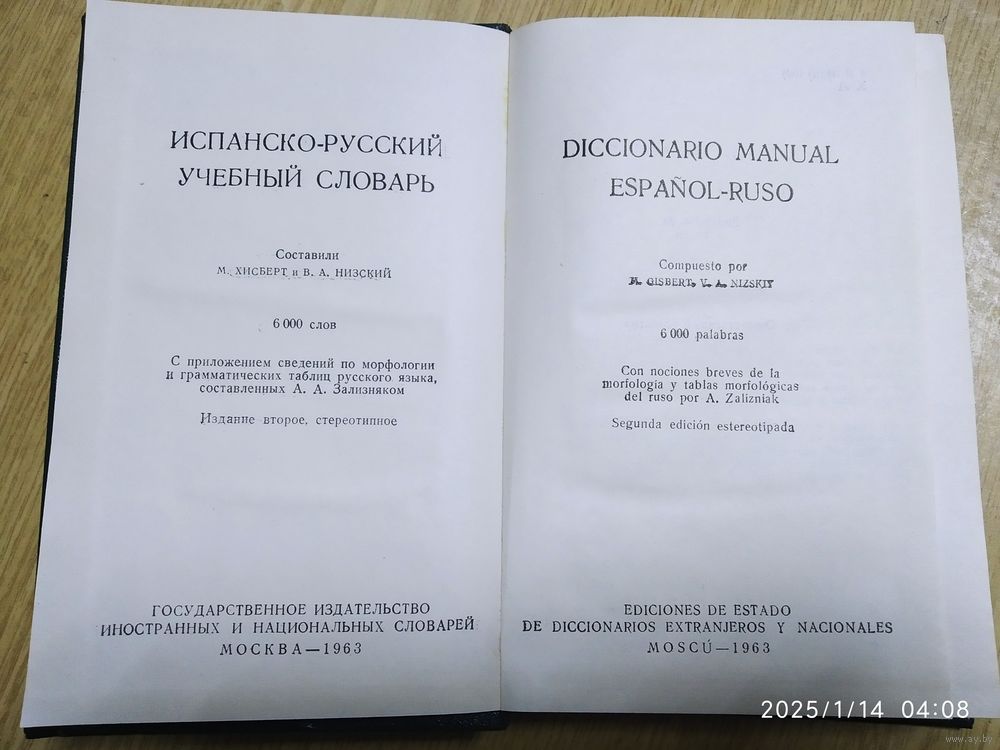 ИСПАНСКО-РУССКИЙ
УЧЕБНЫЙ СЛОВАРЬ
Составили
М. ХИСБЕРТ и В. А. НИЗСКИЙ
6 000 слов
С приложением сведений по морфологии
и грамматических таблиц русского языка,
составленных А. А. Зализняком
Издание второе, стереотипное
ГОСУДАРСТВЕННОЕ ИЗДАТЕЛЬСТВО
ИНОСТРАННЫХ И НАЦИОНАЛЬНЫХ СЛОВАРЕЙ
МОСКВА—1963
DICCIONARIO MANUAL
ESPAÑOL-RUSO
Compuesto por
M. GISBERT, V. A. NIZSKIY
6 000 palabras
Con nociones breves de la
morfología y tablas morfológicas
del ruso por A. Zalizniak
Segunda edición estereotipada
EDICIONES DE ESTADO
DE DICCIONARIOS EXTRANJEROS Y NACIONALES
MOSCÚ—1963
2025/1/14 04:08
www.ay.by